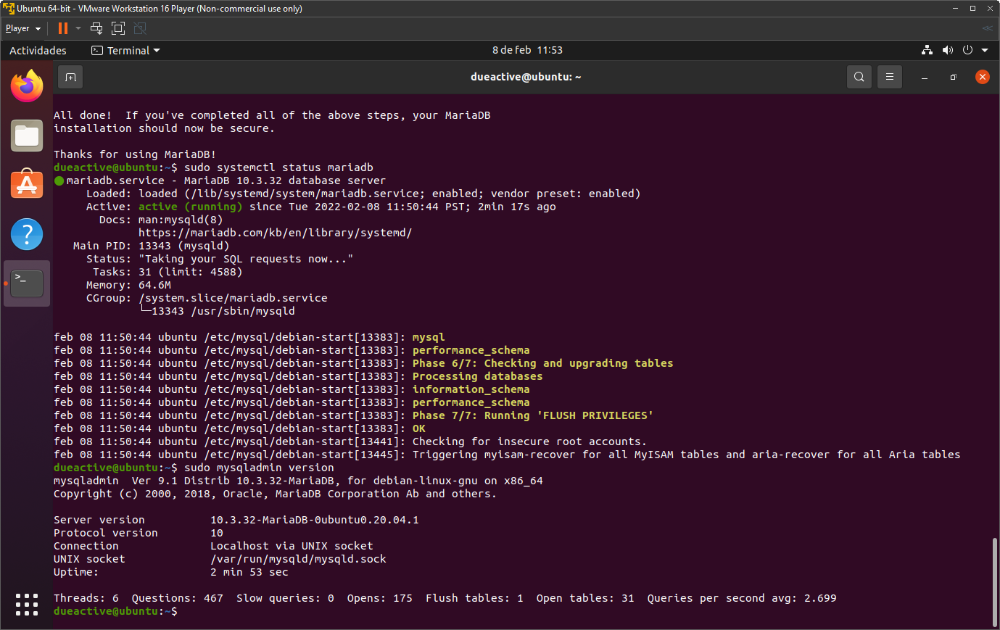 Ubuntu 64-bit - VMware Workstation 16 Player (Non-commercial use only)
Player
Actividades
Terminal
8 de feb 11:53
dueactive@ubuntu: ~
All done!  If you've completed all of the above steps, your MariaDB
installation should now be secure.
Thanks for using MariaDB!
dueactive@ubuntu:~$ sudo systemctl status mariadb
● mariadb.service - MariaDB 10.3.32 database server
Loaded: loaded (/lib/systemd/system/mariadb.service; enabled; vendor preset: enabled)
Active: active (running) since Tue 2022-02-08 11:50:44 PST; 2min 17s ago
Docs: man:mysqld(8)
https://mariadb.com/kb/en/library/systemd/
Main PID: 13343 (mysqld)
Status: "Taking your SQL requests now..."
Tasks: 31 (limit: 4588)
Memory: 64.6M
CGroup: /system.slice/mariadb.service
└─13343 /usr/sbin/mysqld
feb 08 11:50:44 ubuntu /etc/mysql/debian-start[13383]: mysql
feb 08 11:50:44 ubuntu /etc/mysql/debian-start[13383]: performance_schema
feb 08 11:50:44 ubuntu /etc/mysql/debian-start[13383]: Phase 6/7: Checking and upgrading tables
feb 08 11:50:44 ubuntu /etc/mysql/debian-start[13383]: Processing databases
feb 08 11:50:44 ubuntu /etc/mysql/debian-start[13383]: information_schema
feb 08 11:50:44 ubuntu /etc/mysql/debian-start[13383]: performance_schema
feb 08 11:50:44 ubuntu /etc/mysql/debian-start[13383]: Phase 7/7: Running 'FLUSH PRIVILEGES'
feb 08 11:50:44 ubuntu /etc/mysql/debian-start[13383]: OK
feb 08 11:50:44 ubuntu /etc/mysql/debian-start[13441]: Checking for insecure root accounts.
feb 08 11:50:44 ubuntu /etc/mysql/debian-start[13445]: Triggering myisam-recover for all MyISAM tables and aria-recover for all Aria tables
dueactive@ubuntu:~$ sudo mysqladmin version
mysqladmin  Ver 9.1 Distrib 10.3.32-MariaDB, for debian-linux-gnu on x86_64
Copyright (c) 2000, 2018, Oracle, MariaDB Corporation Ab and others.
Server version          10.3.32-MariaDB-0ubuntu0.20.04.1
Protocol version        10
Connection              Localhost via UNIX socket
UNIX socket             /var/run/mysqld/mysqld.sock
Uptime:                 2 min 53 sec
Threads: 6  Questions: 467  Slow queries: 0  Opens: 175  Flush tables: 1  Open tables: 31  Queries per second avg: 2.699
dueactive@ubuntu:~$